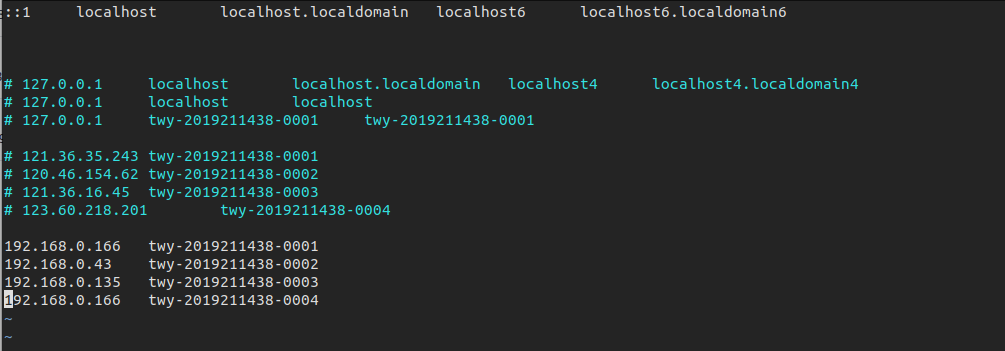 ::1 localhost localhost.localdomain localhost6 localhost6.localdomain6
# 127.0.0.1 localhost localhost.localdomain localhost4 localhost4.localdomain4
# 127.0.0.1 localhost localhost
# 127.0.0.1 twy-2019211438-0001 twy-2019211438-0001
# 121.36.35.243 twy-2019211438-0001
# 120.46.154.62 twy-2019211438-0002
# 121.36.16.45 twy-2019211438-0003
# 123.60.218.201 twy-2019211438-0004
192.168.0.166 twy-2019211438-0001
192.168.0.43 twy-2019211438-0002
192.168.0.135 twy-2019211438-0003
192.168.0.166 twy-2019211438-0004
~
~